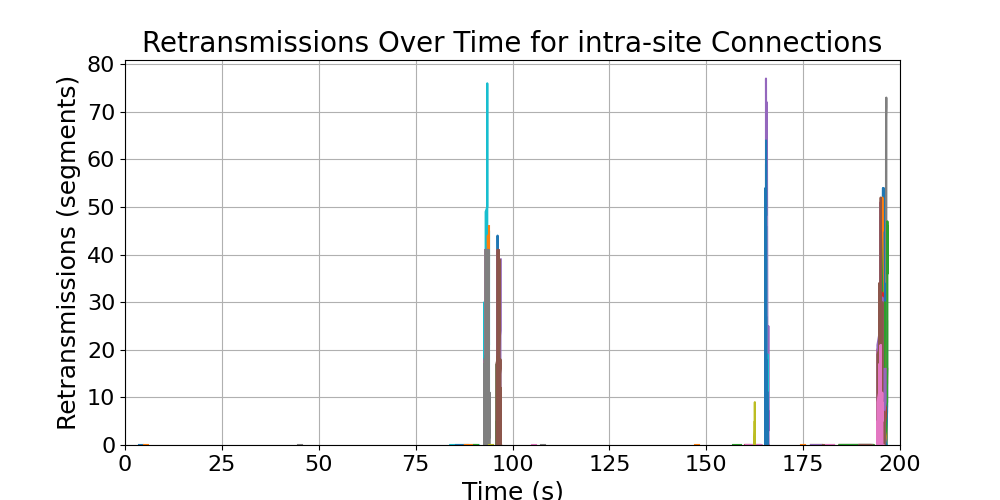 Retransmissions Over Time for intra-site Connections
Retransmissions (segments)
80
70
60
50
40
30
20
10
0
0 25 50 75 100 125 150 175 200
Time (s)